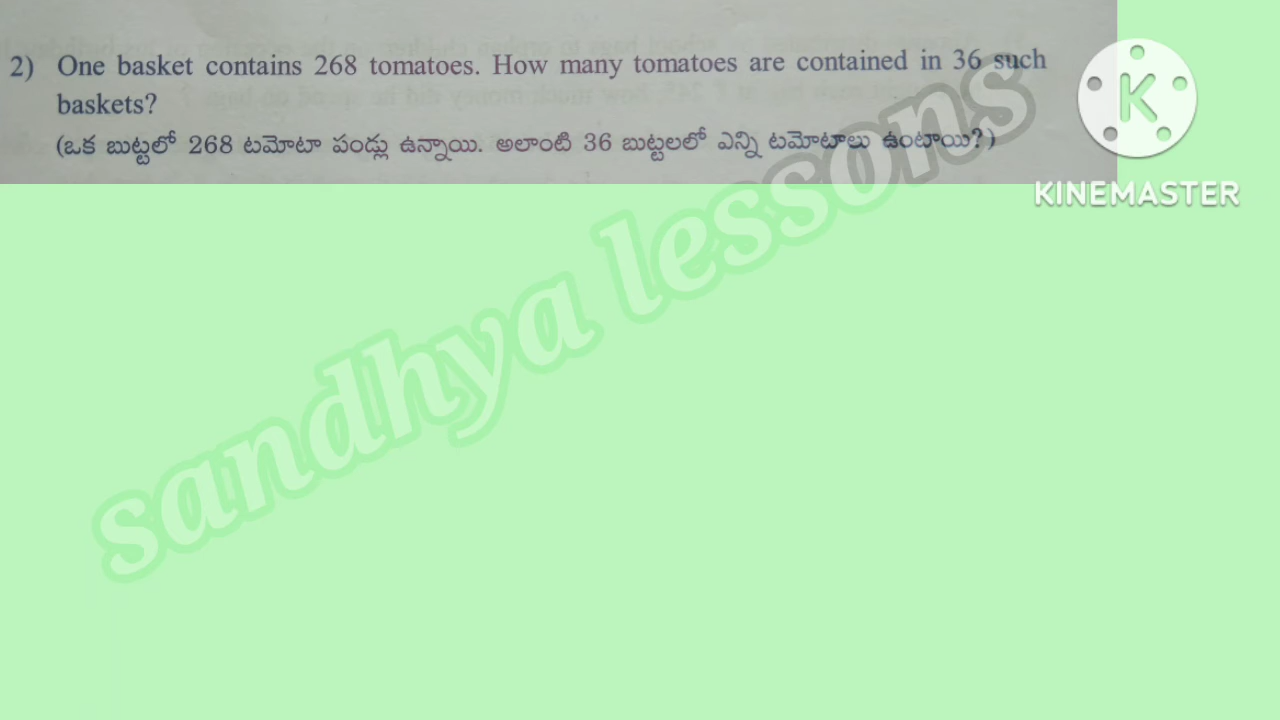 2) One basket contains 268 tomatoes. How many tomatoes are contained in 36 such
baskets?
(ఒక బుట్టలో 268 టమోటా పండ్లు ఉన్నాయి. అలాంటి 36 బుట్టలలో ఎన్ని టమోటాలు ఉంటాయి?)
K
KINEMASTER
sandhya lessons